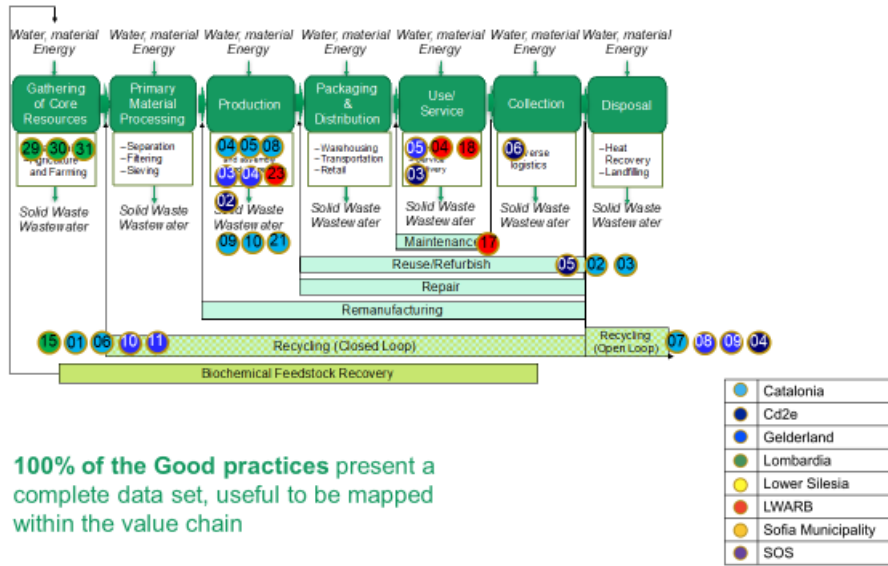 Water, material Energy
Water, material Energy
Water, material Energy
Water, material Energy
Water, material Energy
Water, material Energy
Water, material Energy
Gathering of Core Resources
Primary Material Processing
Production
Packaging & Distribution
Use/ Service
Collection
Disposal
29 30 31
and Farming
–Separation
–Filtering
–Sieving
04 05 08
03 04 23
02
–Warehousing
–Transportation
–Retail
05 04 18
03
06
logistics
–Heat Recovery
–Landfilling
Solid Waste Wastewater
Solid Waste Wastewater
Solid Waste Wastewater
Solid Waste Wastewater
Solid Waste Wastewater
Solid Waste Wastewater
Solid Waste Wastewater
09 10 21
Maintenance 17
Reuse/Refurbish 05 02 03
Repair
Remanufacturing
15 01 06 10 11 Recycling (Closed Loop)
Recycling (Open Loop) 07 08 09 04
Biochemical Feedstock Recovery
Catalonia
Cd2e
Gelderland
Lombardia
Lower Silesia
LWARB
Sofia Municipality
SOS
100% of the Good practices present a
complete data set, useful to be mapped
within the value chain